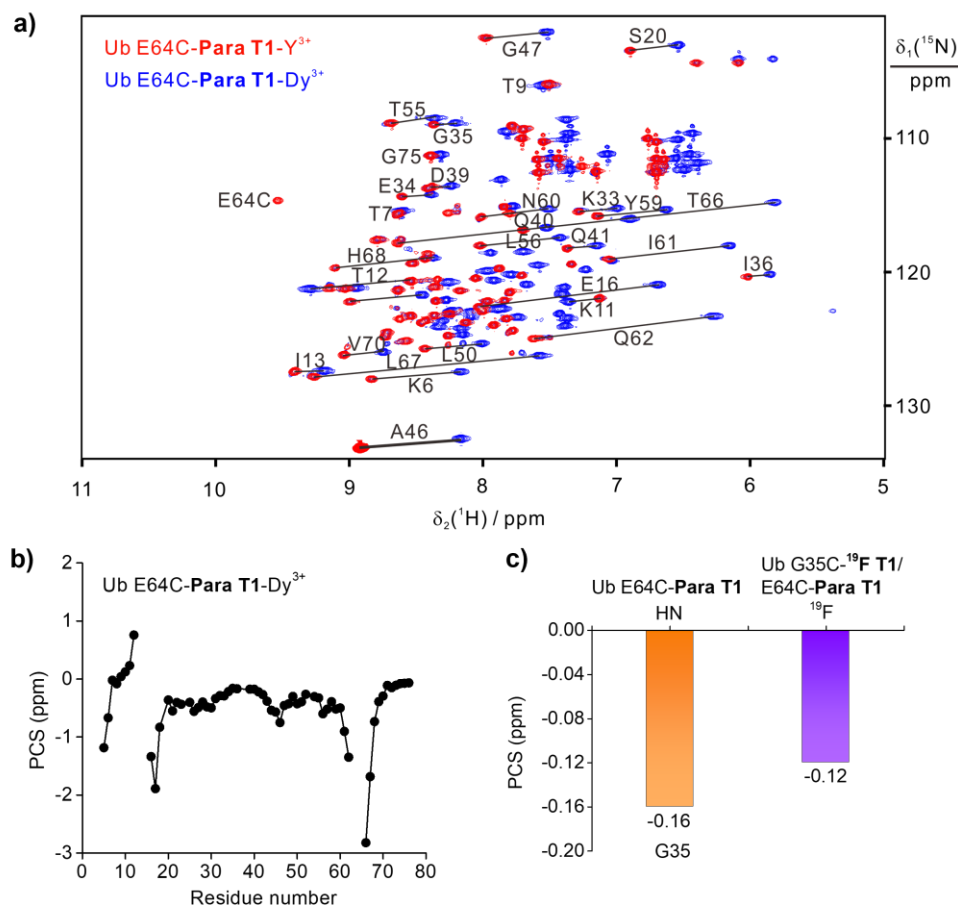 a)
Ub E64C-Para T1-Y³⁺
Ub E64C-Para T1-Dy³⁺
G47
S20
δ₁(¹⁵N)
ppm
T9
T55
G35
110
G75
D39
E64C
E34
N60
K33
Y59
T66
T7
Q40
Q41
L56
I61
H68
I36
120
T12
E16
K11
V70
L50
Q62
I13
L67
K6
130
A46
11
10
9
8
7
6
5
δ₂(¹H) / ppm
b)
Ub E64C-Para T1-Dy³⁺
2
1
0
-1
-2
-3
PCS (ppm)
0
10
20
30
40
50
60
70
80
Residue number
c)
Ub E64C-Para T1
HN
Ub G35C-¹⁹F T1/
E64C-Para T1
¹⁹F
0.00
-0.04
-0.08
-0.12
-0.16
-0.20
PCS (ppm)
-0.12
-0.16
G35